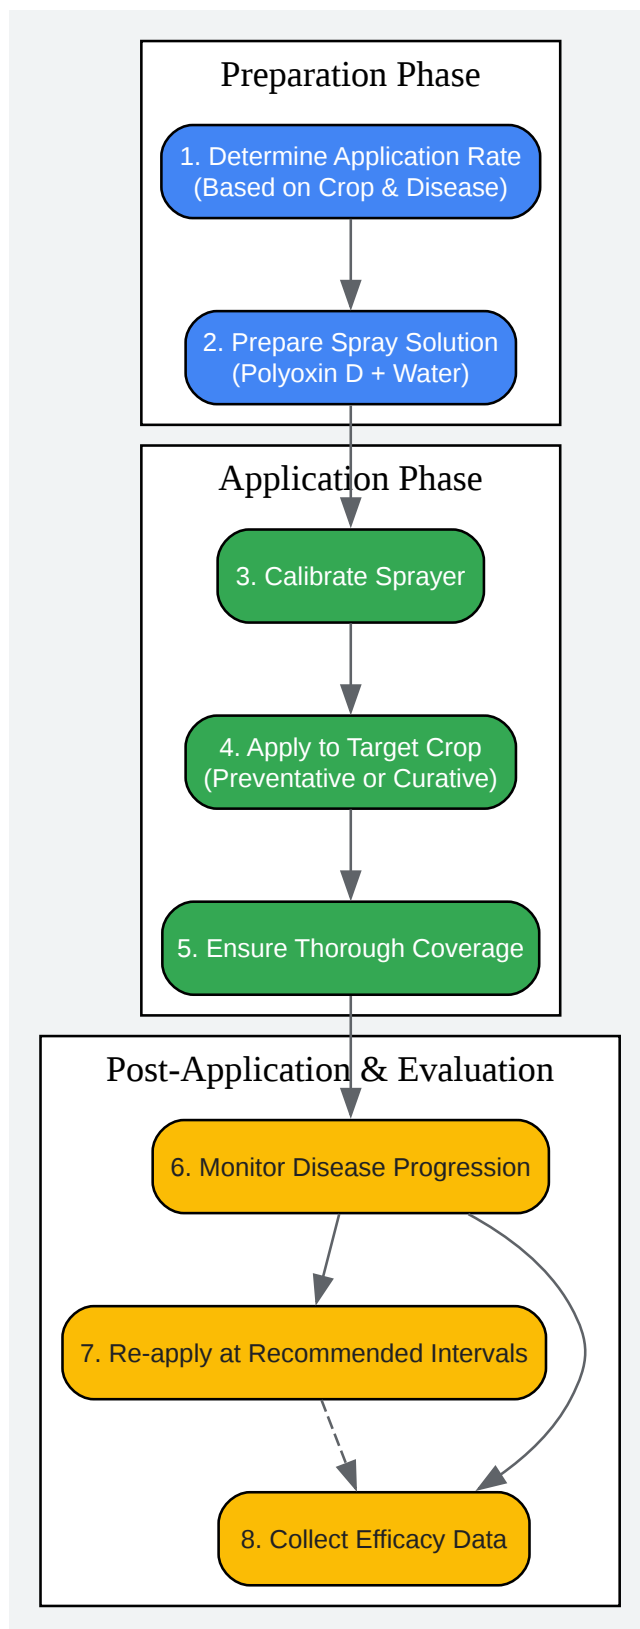 Preparation Phase
1. Determine Application Rate
(Based on Crop & Disease)
2. Prepare Spray Solution
(Polyoxin D + Water)
Application Phase
3. Calibrate Sprayer
4. Apply to Target Crop
(Preventative or Curative)
5. Ensure Thorough Coverage
Post-Application & Evaluation
6. Monitor Disease Progression
7. Re-apply at Recommended Intervals
8. Collect Efficacy Data